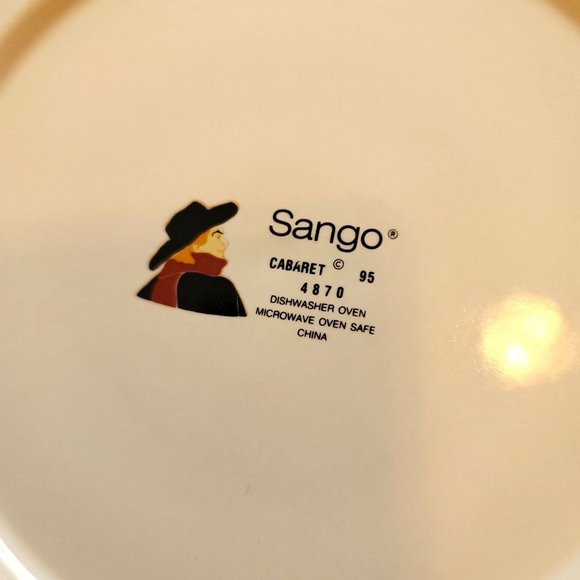 Sango®
CABARET © 95
4870
DISHWASHER OVEN
MICROWAVE OVEN SAFE
CHINA